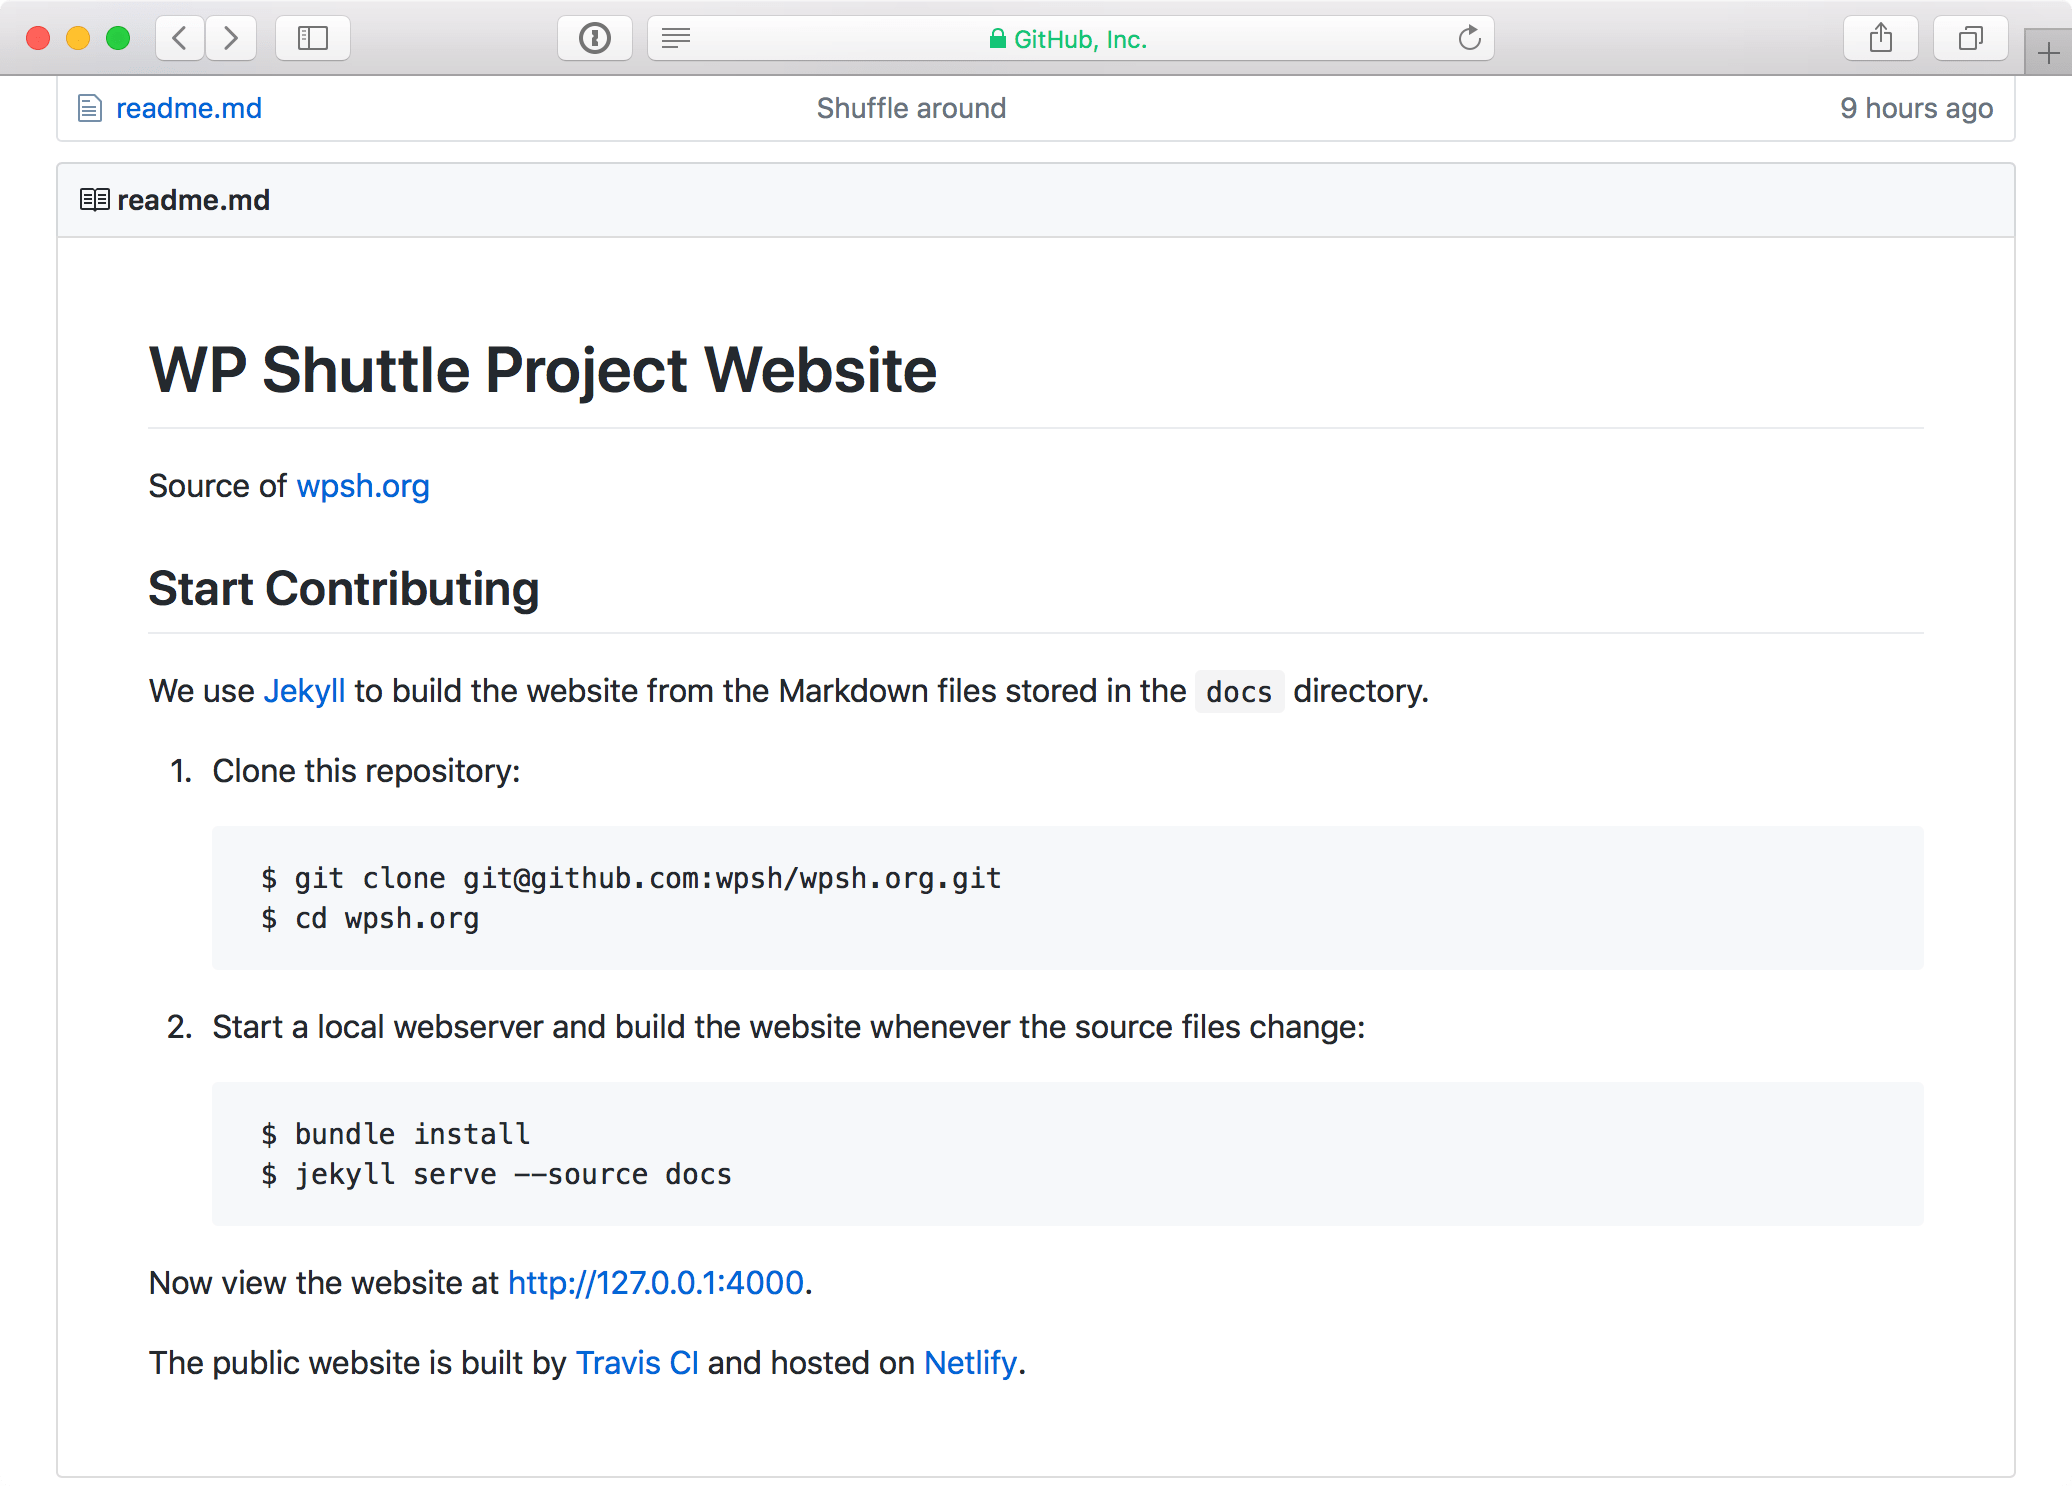 GitHub, Inc.
readme.md Shuffle around 9 hours ago
readme.md
WP Shuttle Project Website
Source of wpsh.org
Start Contributing
We use Jekyll to build the website from the Markdown files stored in the docs directory.
1. Clone this repository:
$ git clone git@github.com:wpsh/wpsh.org.git
$ cd wpsh.org
2. Start a local webserver and build the website whenever the source files change:
$ bundle install
$ jekyll serve --source docs
Now view the website at http://127.0.0.1:4000.
The public website is built by Travis CI and hosted on Netlify.